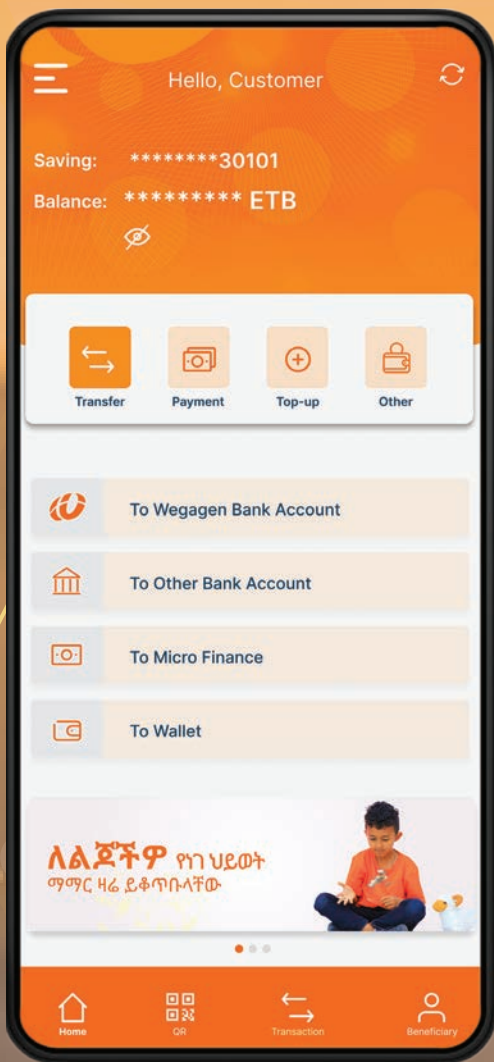 Hello, Customer
Saving: ********30101
Balance: ********* ETB
Transfer
Payment
Top-up
Other
To Wegagen Bank Account
To Other Bank Account
To Micro Finance
To Wallet
ለልጆችዎ የነገ ህይወት
ማማር ዛሬ ይቆጥቡላቸው
Home
QR
Transaction
Beneficiary